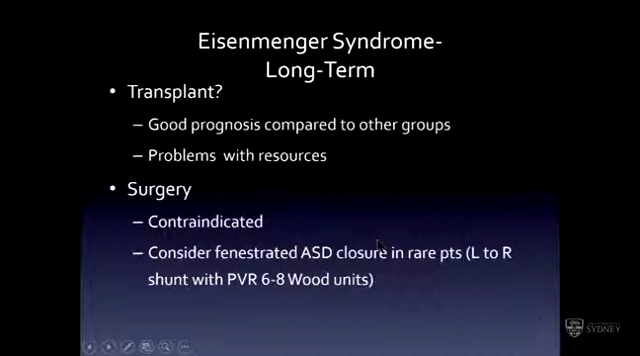 Eisenmenger Syndrome-
Long-Term
• Transplant?
– Good prognosis compared to other groups
– Problems with resources
• Surgery
– Contraindicated
– Consider fenestrated ASD closure in rare pts (L to R
shunt with PVR 6-8 Wood units)
SYDNEY